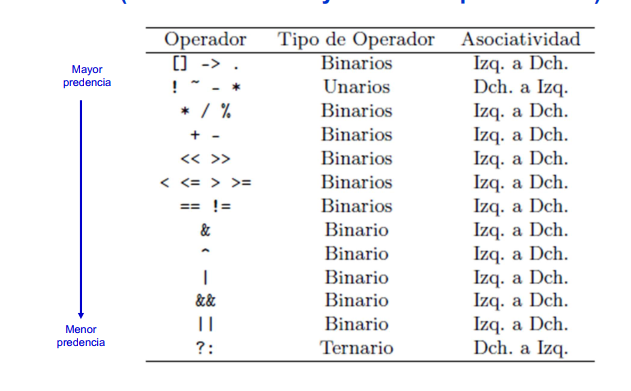 Operador Tipo de Operador Asociatividad
[] -> . Binarios Izq. a Dch.
Mayor
predencia
! ~ - * Unarios Dch. a Izq.
* / % Binarios Izq. a Dch.
+ - Binarios Izq. a Dch.
<< >> Binarios Izq. a Dch.
< <= > >= Binarios Izq. a Dch.
== != Binarios Izq. a Dch.
& Binario Izq. a Dch.
^ Binario Izq. a Dch.
| Binario Izq. a Dch.
&& Binario Izq. a Dch.
|| Binario Izq. a Dch.
Menor
predencia
?: Ternario Dch. a Izq.